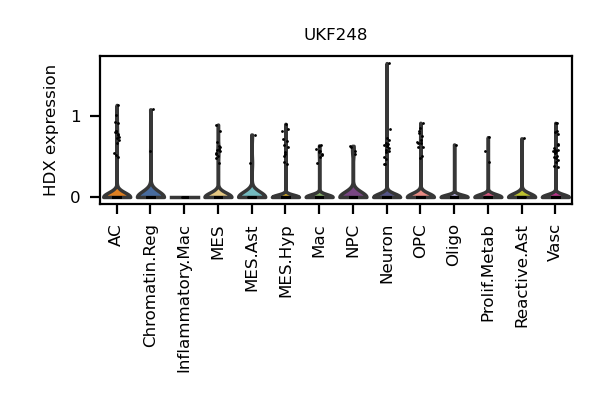 UKF248
HDX expression
1
0
AC
Chromatin.Reg
Inflammatory.Mac
MES
MES.Ast
MES.Hyp
Mac
NPC
Neuron
OPC
Oligo
Prolif.Metab
Reactive.Ast
Vasc